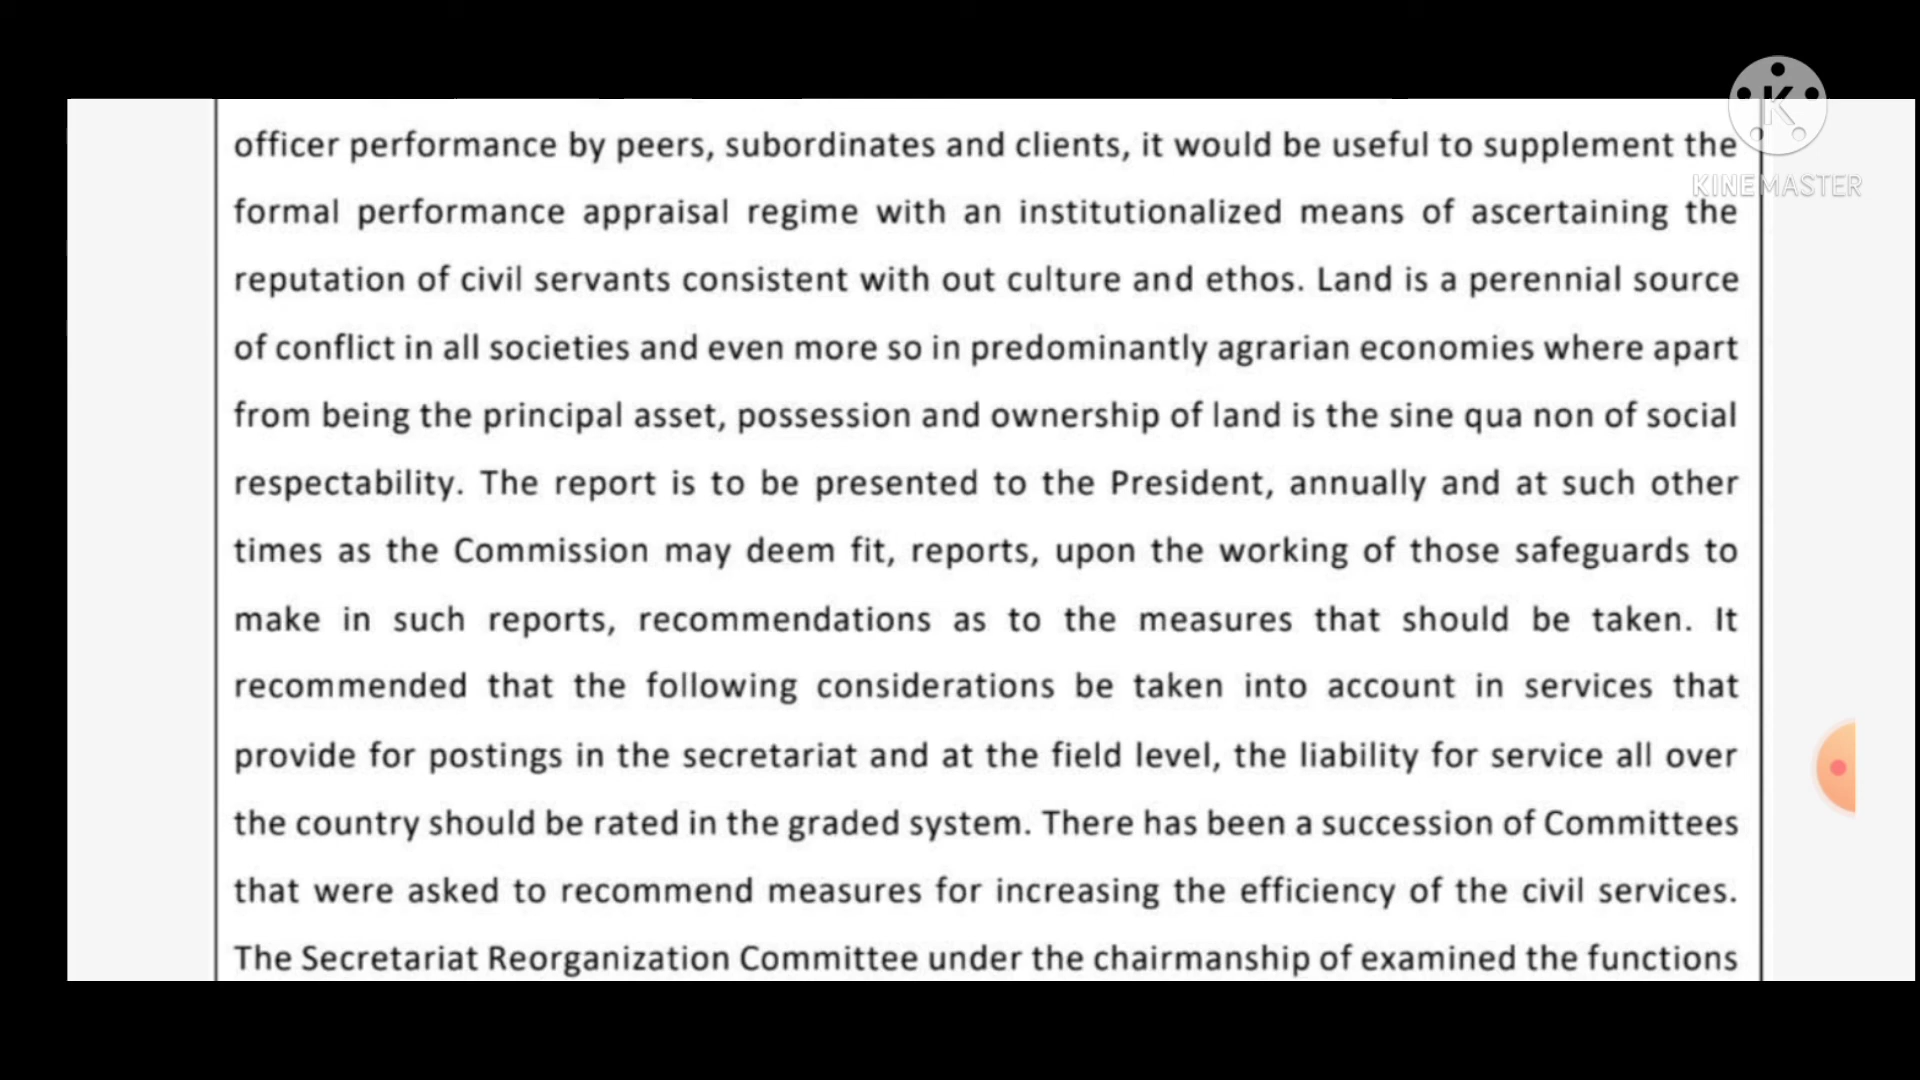 K
KINEMASTER
officer performance by peers, subordinates and clients, it would be useful to supplement the
formal performance appraisal regime with an institutionalized means of ascertaining the
reputation of civil servants consistent with out culture and ethos. Land is a perennial source
of conflict in all societies and even more so in predominantly agrarian economies where apart
from being the principal asset, possession and ownership of land is the sine qua non of social
respectability. The report is to be presented to the President, annually and at such other
times as the Commission may deem fit, reports, upon the working of those safeguards to
make in such reports, recommendations as to the measures that should be taken. It
recommended that the following considerations be taken into account in services that
provide for postings in the secretariat and at the field level, the liability for service all over
the country should be rated in the graded system. There has been a succession of Committees
that were asked to recommend measures for increasing the efficiency of the civil services.
The Secretariat Reorganization Committee under the chairmanship of examined the functions